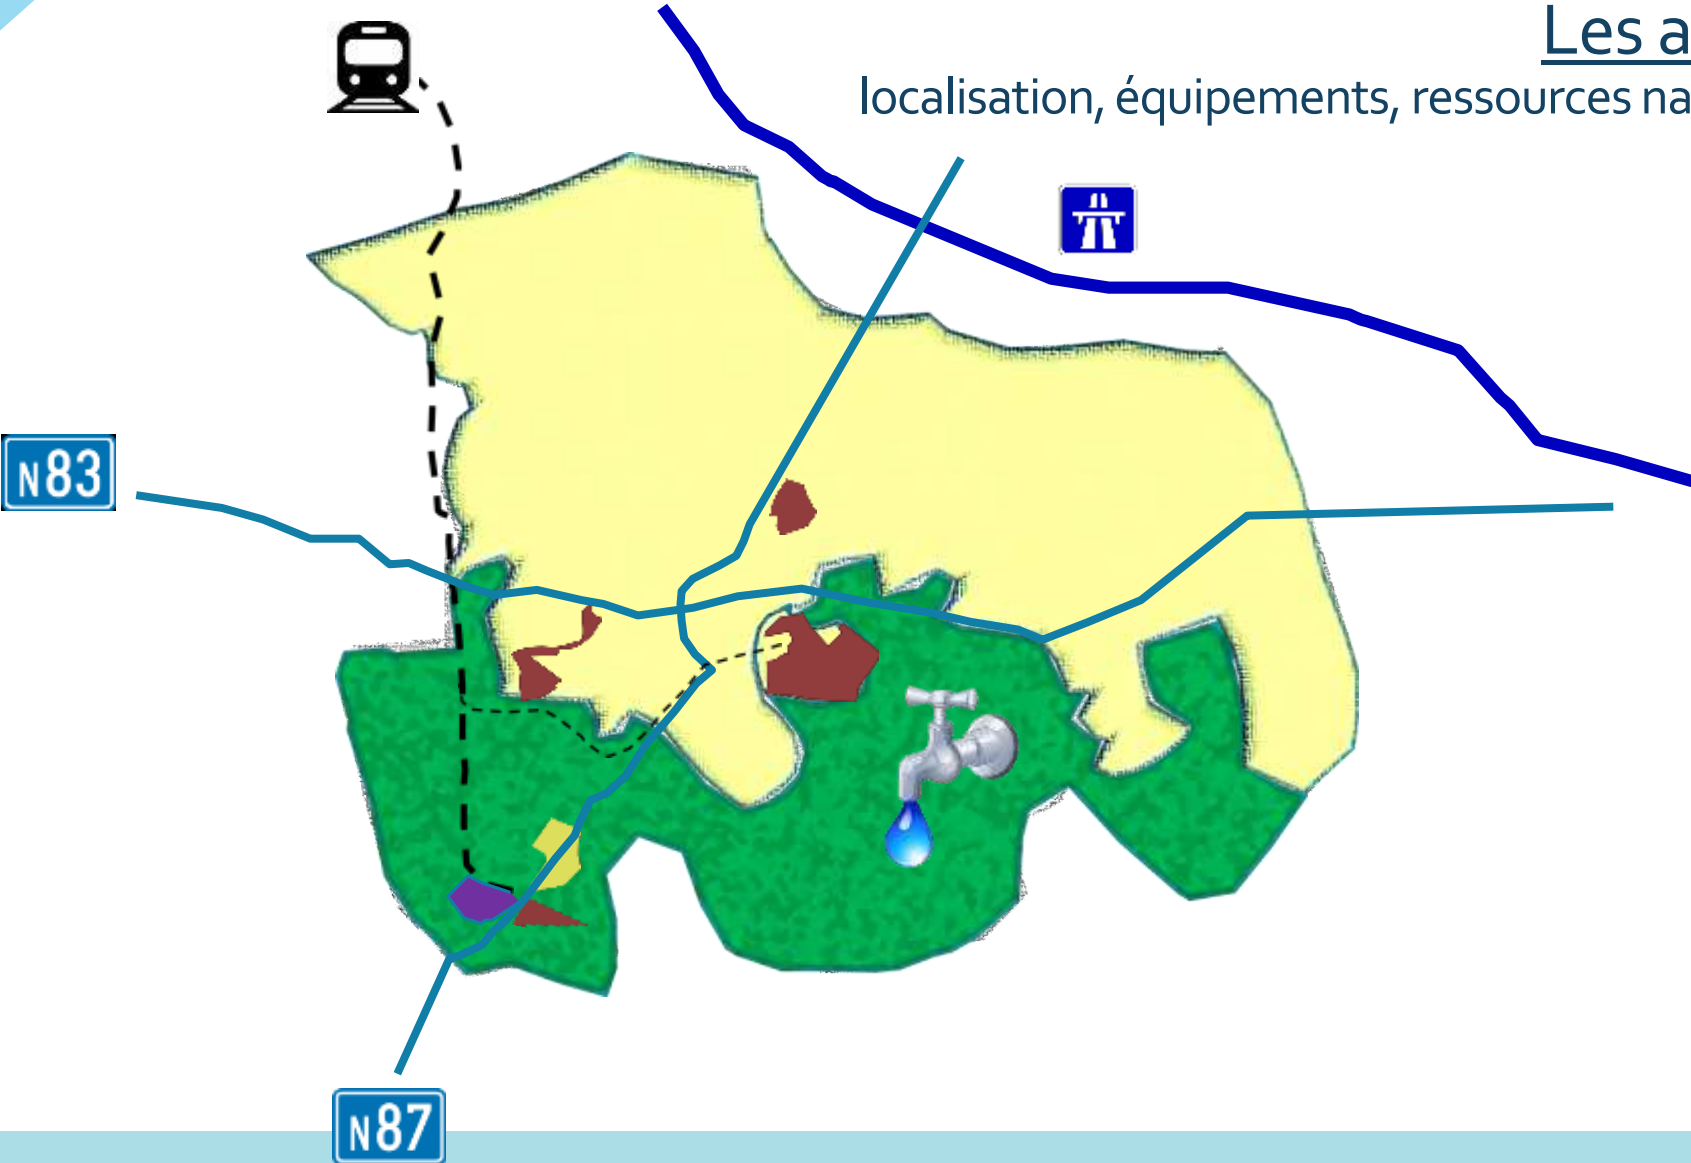 Les a
localisation, équipements, ressources na
N83
N87